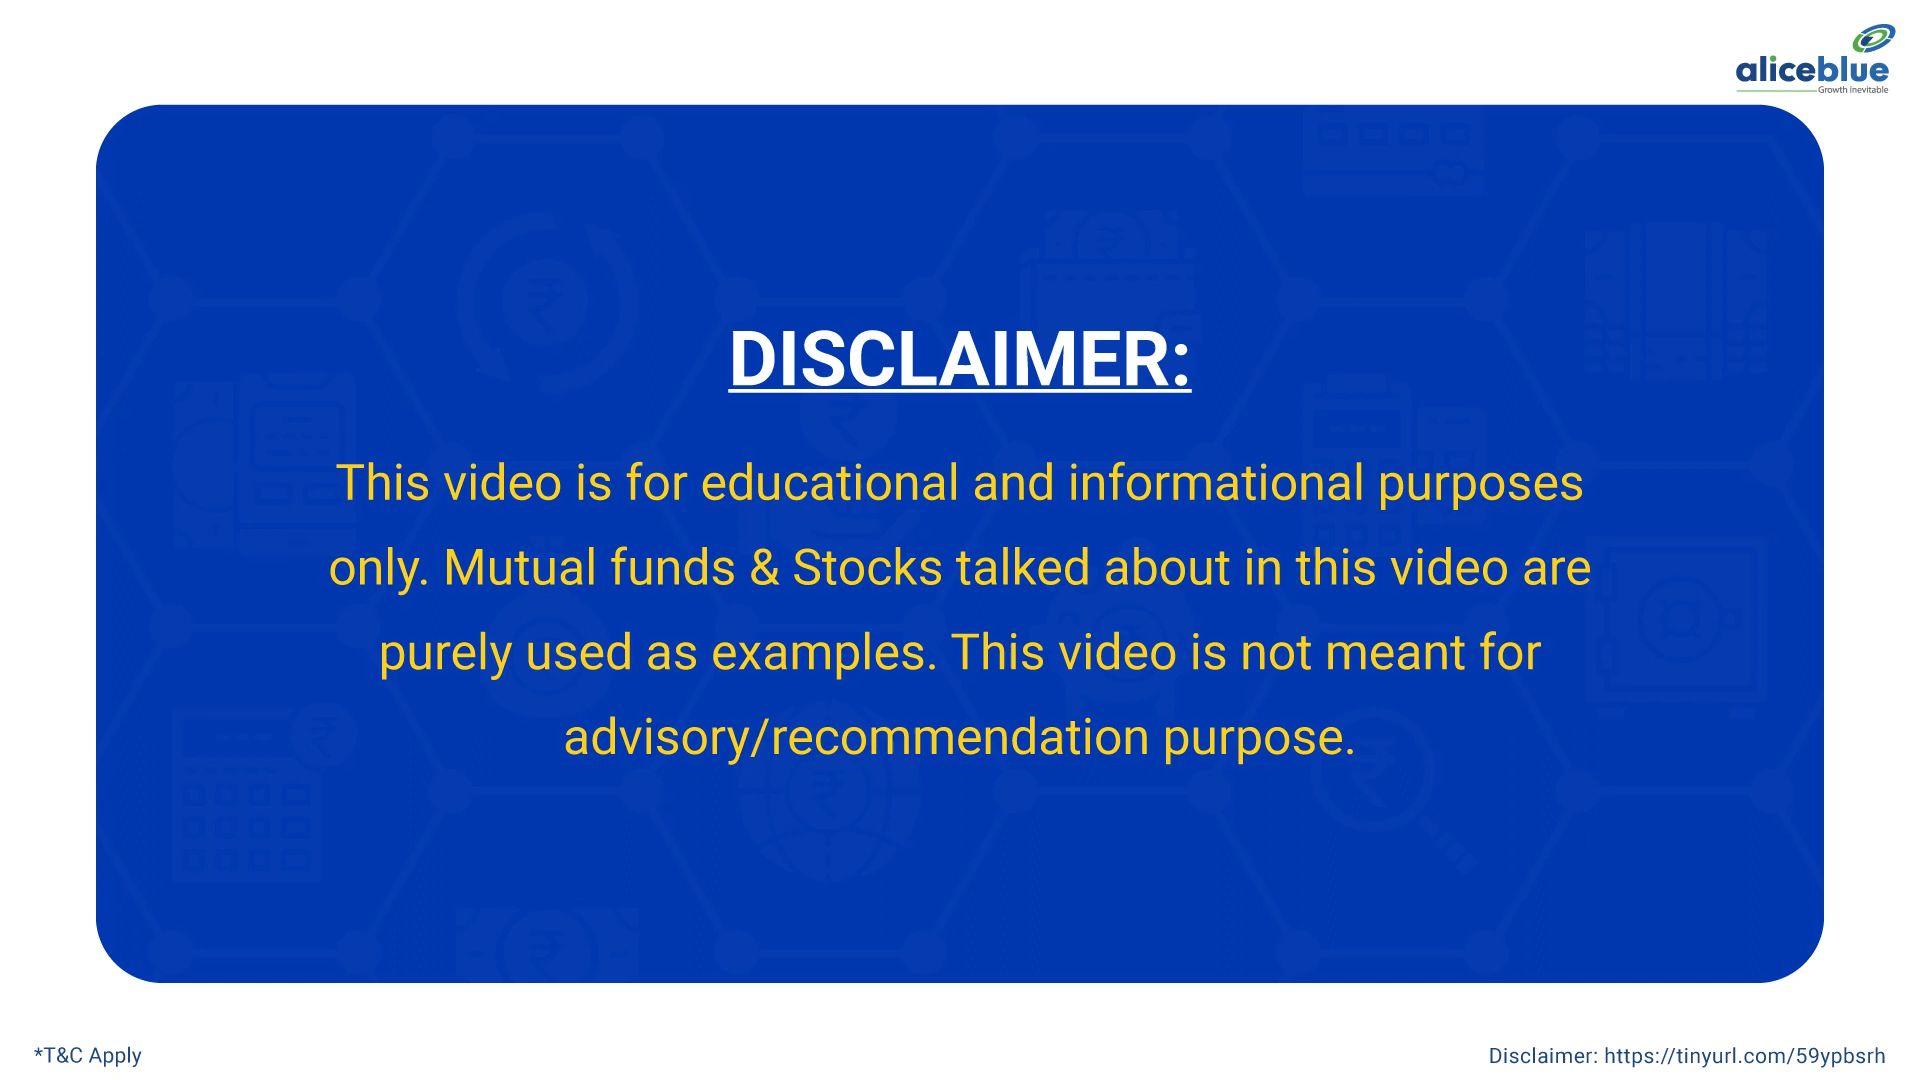 aliceblue
Growth Inevitable
DISCLAIMER:
This video is for educational and informational purposes
only. Mutual funds & Stocks talked about in this video are
purely used as examples. This video is not meant for
advisory/recommendation purpose.
*T&C Apply
Disclaimer: https://tinyurl.com/59ypbsrh